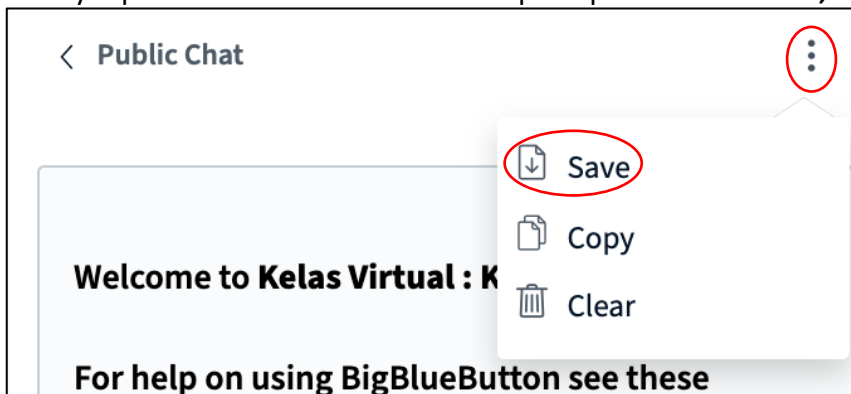 Public Chat
Save
Copy
Welcome to Kelas Virtual : K
Clear
For help on using BigBlueButton see these